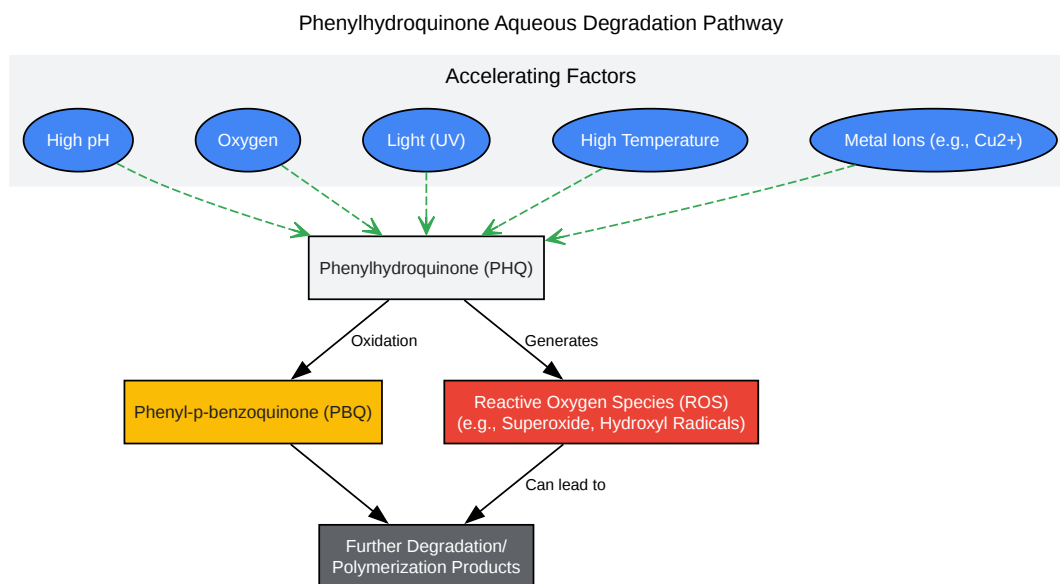 Phenylhydroquinone Aqueous Degradation Pathway
Accelerating Factors
High pH
Oxygen
Light (UV)
High Temperature
Metal Ions (e.g., Cu2+)
Phenylhydroquinone (PHQ)
Oxidation
Generates
Phenyl-p-benzoquinone (PBQ)
Reactive Oxygen Species (ROS)
(e.g., Superoxide, Hydroxyl Radicals)
Can lead to
Further Degradation/
Polymerization Products